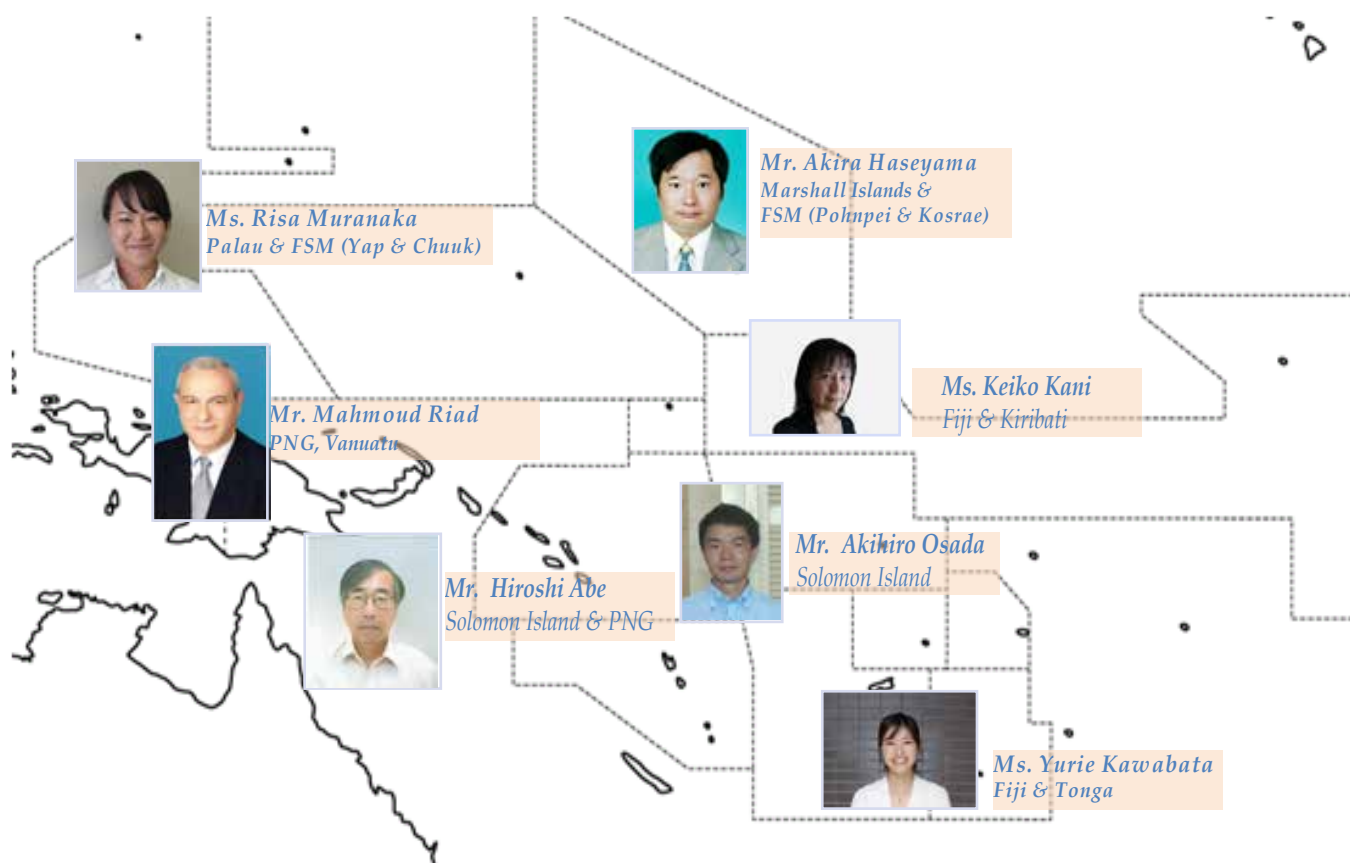 Mr. Akira Haseyama
Marshall Islands &
FSM (Pohnpei & Kosrae)
Ms. Risa Muranaka
Palau & FSM (Yap & Chuuk)
Ms. Keiko Kani
Fiji & Kiribati
Mr. Mahmoud Riad
PNG, Vanuatu
Mr. Akihiro Osada
Solomon Island
Mr. Hiroshi Abe
Solomon Island & PNG
Ms. Yurie Kawabata
Fiji & Tonga